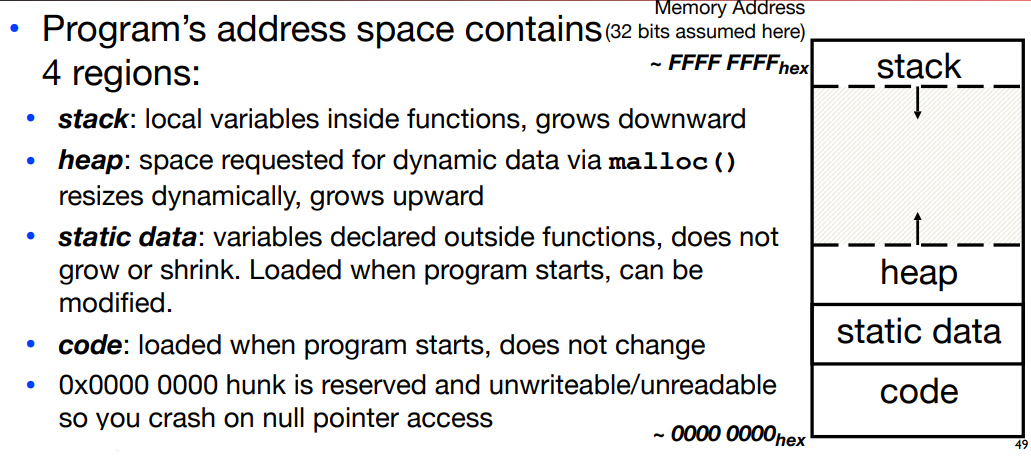 • Program's address space contains
4 regions:
• stack: local variables inside functions, grows downward
• heap: space requested for dynamic data via malloc()
resizes dynamically, grows upward
• static data: variables declared outside functions, does not
grow or shrink. Loaded when program starts, can be
modified.
• code: loaded when program starts, does not change
• 0x0000 0000 hunk is reserved and unwriteable/unreadable
so you crash on null pointer access
Memory Address
(32 bits assumed here)
~ FFFF FFFFhex
stack
heap
static data
code
~ 0000 0000hex
49